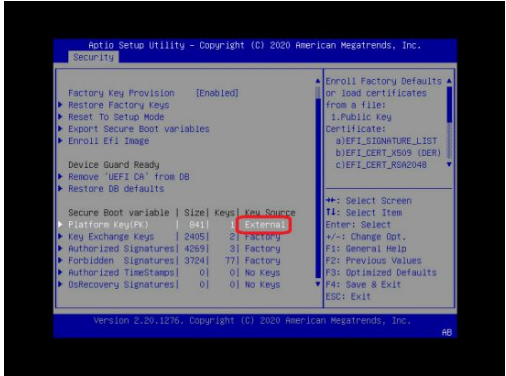 Aptio Setup Utility – Copyright (C) 2020 American Megatrends, Inc.
Security
Factory Key Provision [Enabled]
Restore Factory Keys
Reset To Setup Mode
Export Secure Boot variables
Enroll Efi Image
Device Guard Ready
Remove 'UEFI CA' from DB
Restore DB defaults
Secure Boot variable | Size| Keys| Key Source
Platform Key(PK) | 841| 1| External
Key Exchange Keys | 2405| 2| Factory
Authorized Signatures| 4269| 3| Factory
Forbidden Signatures| 3724| 77| Factory
Authorized TimeStamps| 0| 0| No Keys
OsRecovery Signatures| 0| 0| No Keys
Enroll Factory Defaults
or load certificates
from a file:
1.Public Key
Certificate:
a)EFI_SIGNATURE_LIST
b)EFI_CERT_X509 (DER)
c)EFI_CERT_RSA2048
→←: Select Screen
↑↓: Select Item
Enter: Select
+/-: Change Opt.
F1: General Help
F2: Previous Values
F3: Optimized Defaults
F4: Save & Exit
ESC: Exit
Version 2.20.1276. Copyright (C) 2020 American Megatrends, Inc.
AB